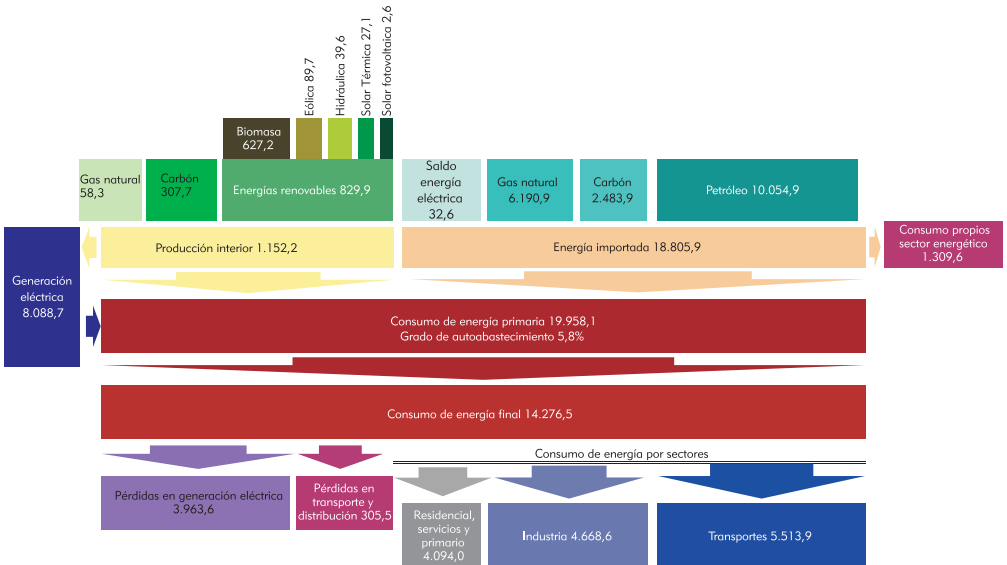 Eólica 89,7
Hidráulica 39,6
Solar Térmica 27,1
Solar fotovoltaica 2,6
Biomasa
627,2
Gas natural
58,3
Carbón
307,7
Energías renovables 829,9
Saldo
energía
eléctrica
32,6
Gas natural
6.190,9
Carbón
2.483,9
Petróleo 10.054,9
Producción interior 1.152,2
Energía importada 18.805,9
Consumo propios
sector energético
1.309,6
Generación
eléctrica
8.088,7
Consumo de energía primaria 19.958,1
Grado de autoabastecimiento 5,8%
Consumo de energía final 14.276,5
Consumo de energía por sectores
Pérdidas en generación eléctrica
3.963,6
Pérdidas en
transporte y
distribución 305,5
Residencial,
servicios y
primario
4.094,0
Industria 4.668,6
Transportes 5.513,9